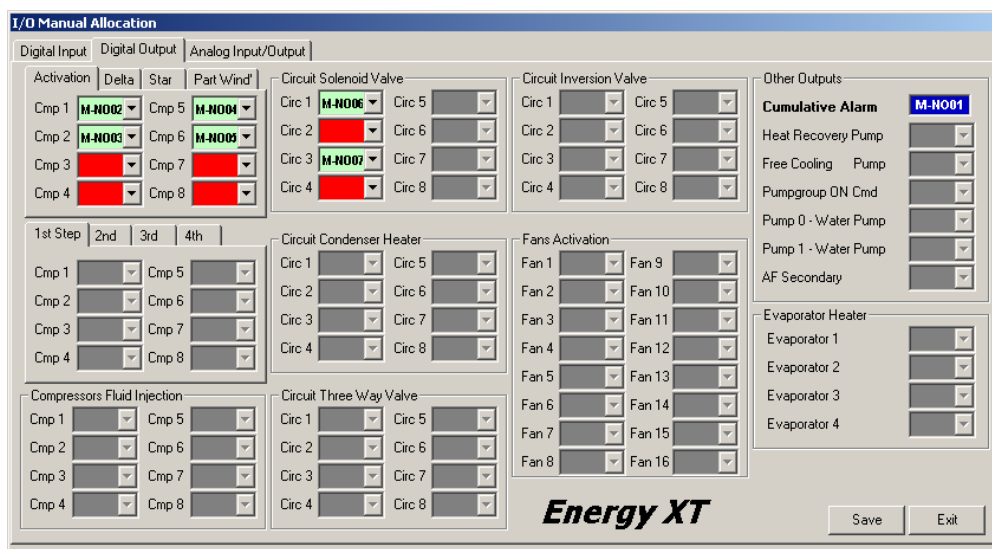 I/O Manual Allocation
Digital Input Digital Output Analog Input/Output
Activation Delta Star Part Wind'
Cmp 1 M-NO02 Cmp 5 M-NO04
Cmp 2 M-NO03 Cmp 6 M-NO05
Cmp 3 Cmp 7
Cmp 4 Cmp 8
Circuit Solenoid Valve
Circ 1 M-NO06 Circ 5
Circ 2 Circ 6
Circ 3 M-NO07 Circ 7
Circ 4 Circ 8
Circuit Inversion Valve
Circ 1 Circ 5
Circ 2 Circ 6
Circ 3 Circ 7
Circ 4 Circ 8
Other Outputs
Cumulative Alarm M-NO01
Heat Recovery Pump
Free Cooling Pump
Pumpgroup ON Cmd
Pump 0 - Water Pump
Pump 1 - Water Pump
AF Secondary
1st Step 2nd 3rd 4th
Cmp 1 Cmp 5
Cmp 2 Cmp 6
Cmp 3 Cmp 7
Cmp 4 Cmp 8
Circuit Condenser Heater
Circ 1 Circ 5
Circ 2 Circ 6
Circ 3 Circ 7
Circ 4 Circ 8
Fans Activation
Fan 1 Fan 9
Fan 2 Fan 10
Fan 3 Fan 11
Fan 4 Fan 12
Fan 5 Fan 13
Fan 6 Fan 14
Fan 7 Fan 15
Fan 8 Fan 16
Evaporator Heater
Evaporator 1
Evaporator 2
Evaporator 3
Evaporator 4
Compressors Fluid Injection
Cmp 1 Cmp 5
Cmp 2 Cmp 6
Cmp 3 Cmp 7
Cmp 4 Cmp 8
Circuit Three Way Valve
Circ 1 Circ 5
Circ 2 Circ 6
Circ 3 Circ 7
Circ 4 Circ 8
Energy XT
Save Exit